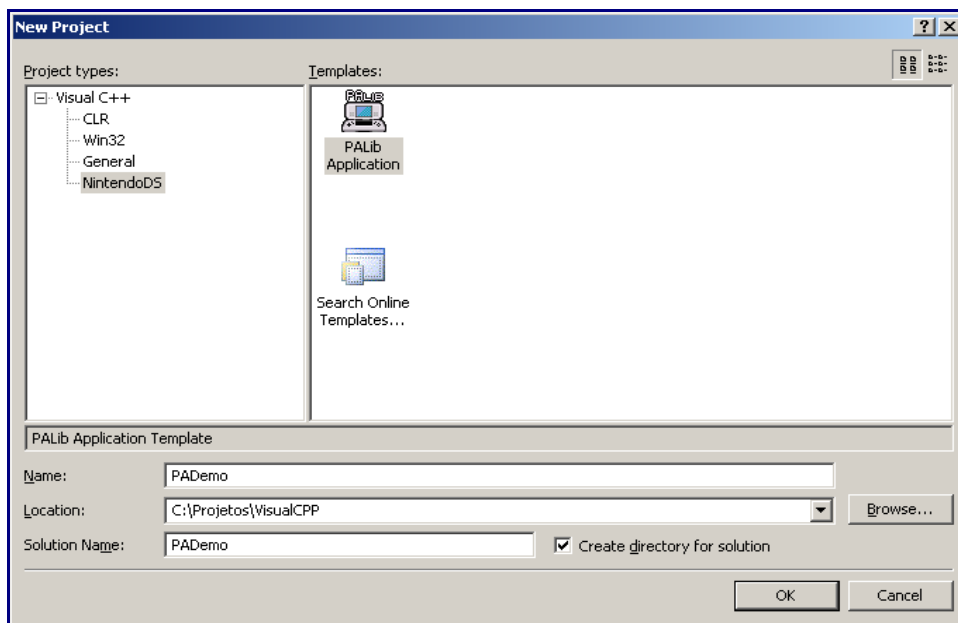 New Project
Project types:
Templates:
Visual C++
CLR
Win32
General
NintendoDS
PALib
PALib
Application
Search Online
Templates...
PALib Application Template
Name:
PADemo
Location:
C:\Projetos\VisualCPP
Browse...
Solution Name:
PADemo
Create directory for solution
OK
Cancel